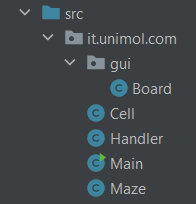 src
it.unimol.com
gui
Board
Cell
Handler
Main
Maze